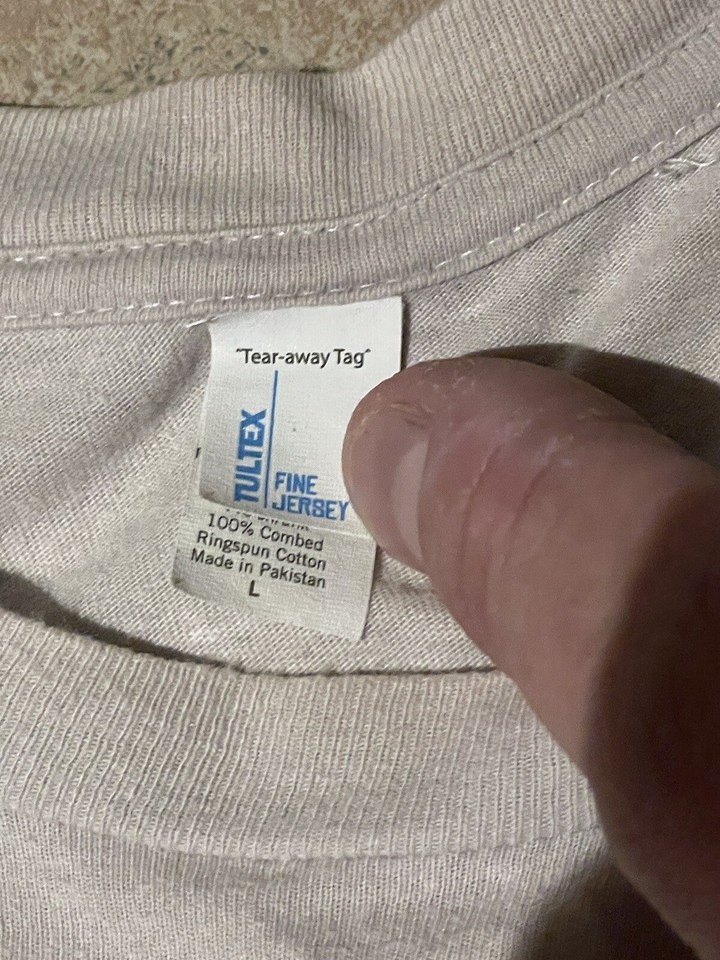 "Tear-away Tag"
TULTEX
FINE
JERSEY
100% Combed
Ringspun Cotton
Made in Pakistan
L